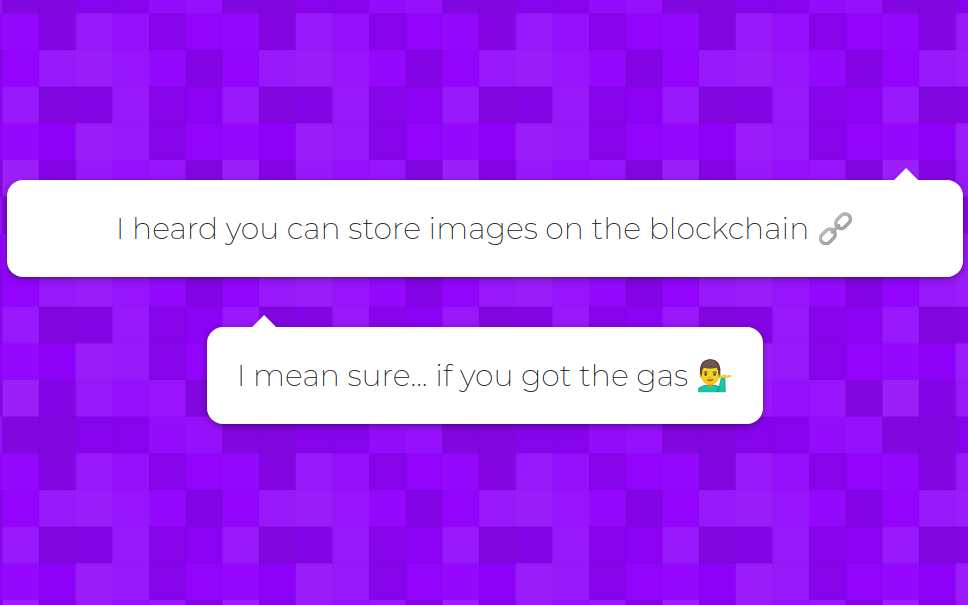 I heard you can store images on the blockchain 🔗
I mean sure... if you got the gas 💁‍♂️